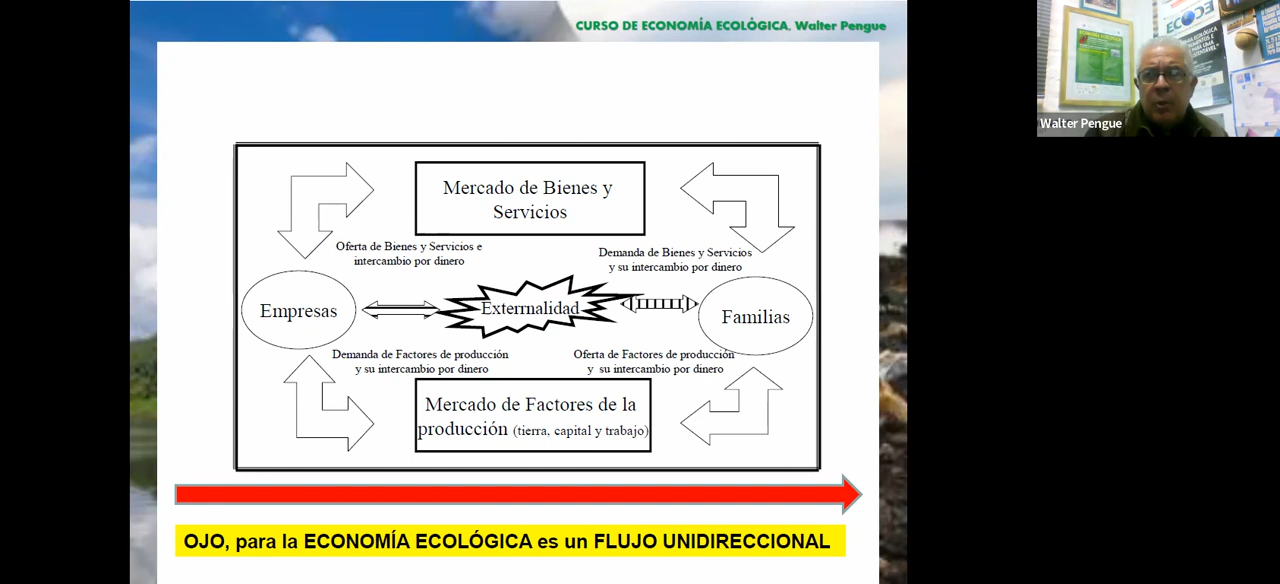 CURSO DE ECONOMÍA ECOLÓGICA. Walter Pengue
Mercado de Bienes y
Servicios
Oferta de Bienes y Servicios e
intercambio por dinero
Demanda de Bienes y Servicios
y su intercambio por dinero
Empresas
Exterrnalidad
Familias
Demanda de Factores de producción
y su intercambio por dinero
Oferta de Factores de producción
y su intercambio por dinero
Mercado de Factores de la
producción (tierra, capital y trabajo)
OJO, para la ECONOMÍA ECOLÓGICA es un FLUJO UNIDIRECCIONAL
Walter Pengue